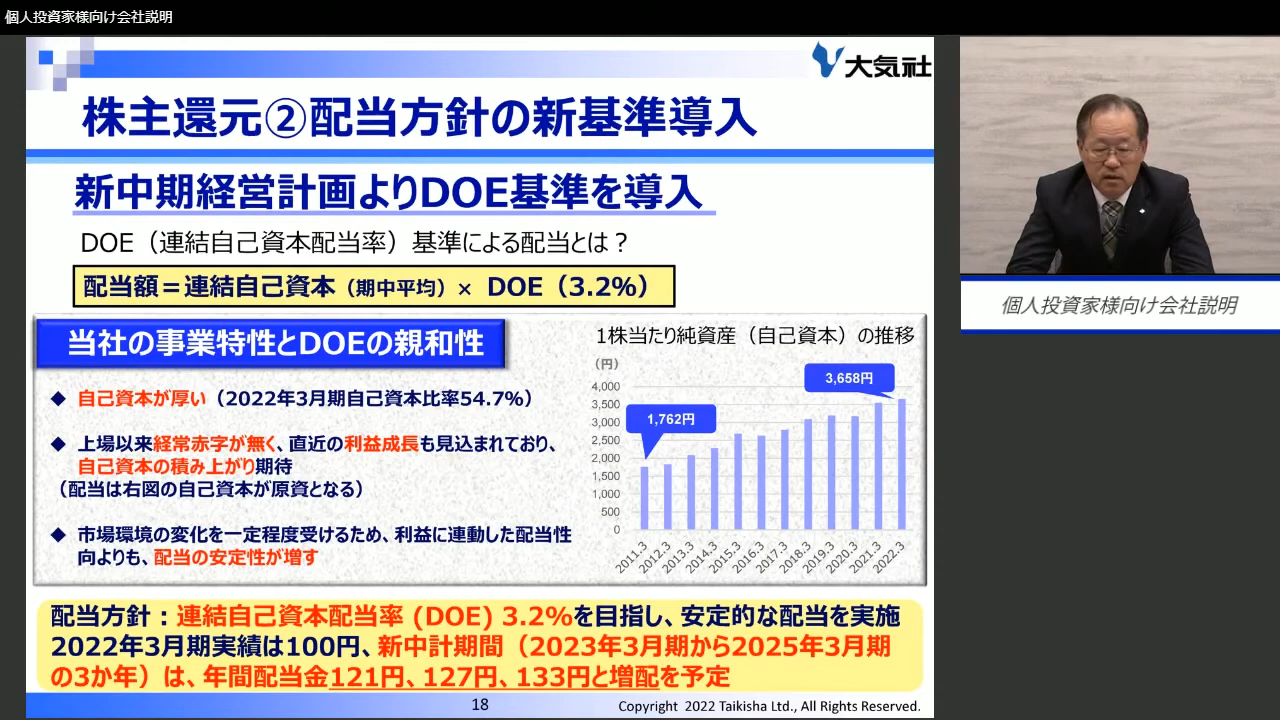 個人投資家様向け会社説明
大気社
株主還元②配当方針の新基準導入
新中期経営計画よりDOE基準を導入
DOE（連結自己資本配当率）基準による配当とは？
配当額＝連結自己資本（期中平均）× DOE（3.2%）
当社の事業特性とDOEの親和性
◆ 自己資本が厚い（2022年3月期自己資本比率54.7%）
◆ 上場以来経常赤字が無く、直近の利益成長も見込まれており、
自己資本の積み上がり期待
（配当は右図の自己資本が原資となる）
◆ 市場環境の変化を一定程度受けるため、利益に連動した配当性
向よりも、配当の安定性が増す
1株当たり純資産（自己資本）の推移
（円）
4,000
3,500
3,000
2,500
2,000
1,500
1,000
500
0
1,762円
3,658円
2011.3
2012.3
2013.3
2014.3
2015.3
2016.3
2017.3
2018.3
2019.3
2020.3
2021.3
2022.3
配当方針：連結自己資本配当率 (DOE) 3.2%を目指し、安定的な配当を実施
2022年3月期実績は100円、新中計期間（2023年3月期から2025年3月期
の3か年）は、年間配当金121円、127円、133円と増配を予定
18
Copyright 2022 Taikisha Ltd., All Rights Reserved.
個人投資家様向け会社説明